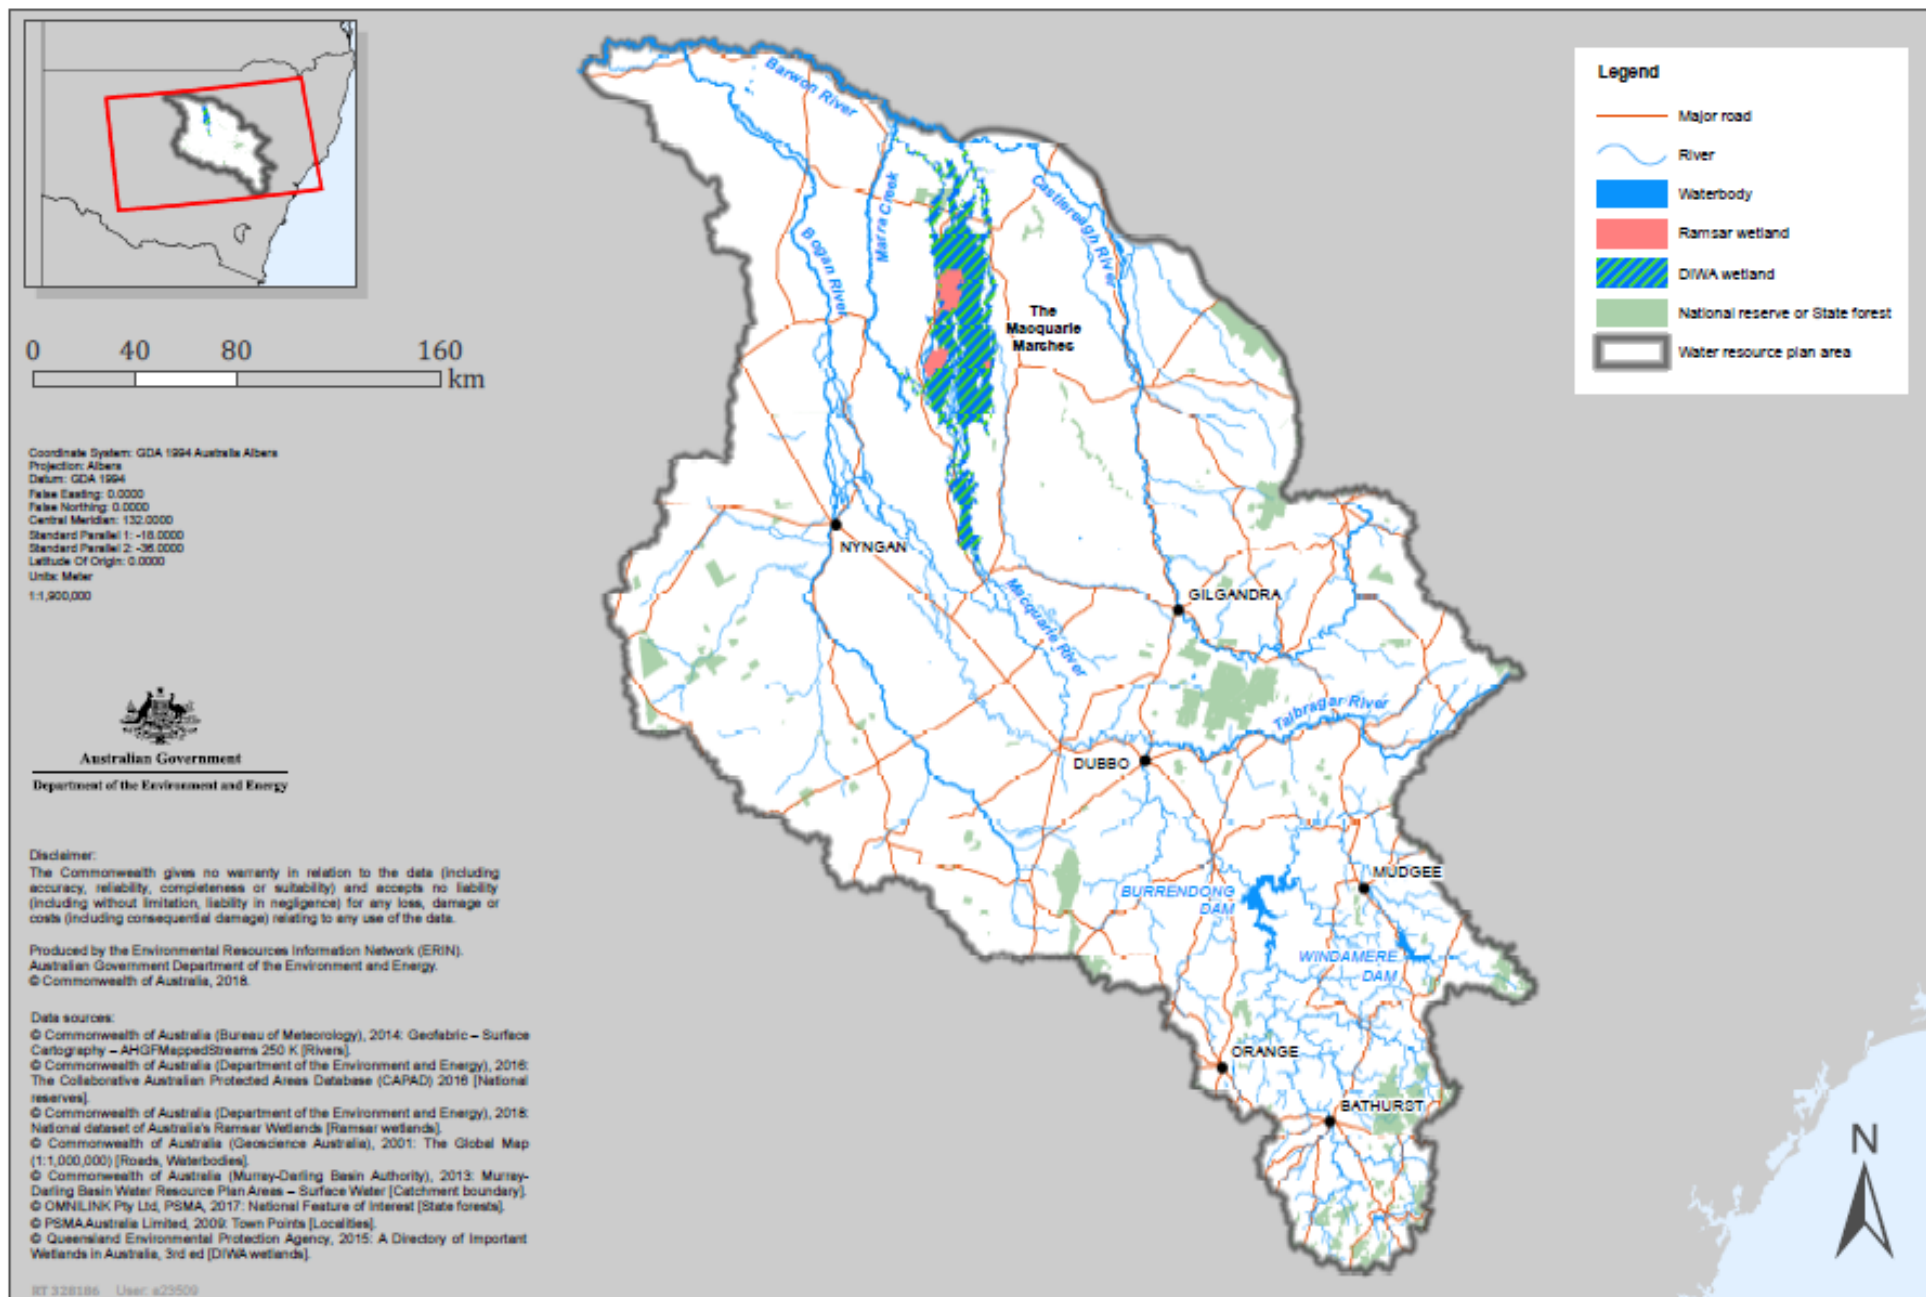 Legend
Major road
River
Waterbody
Ramsar wetland
DIWA wetland
National reserve or State forest
Water resource plan area
Barwon River
Marra Creek
Bogan River
Castlereagh River
The
Macquarie
Marches
NYNGAN
Macquarie River
GILGANDRA
Talbragar River
DUBBO
MUDGEE
BURRENDONG
DAM
WINDAMERE
DAM
ORANGE
BATHURST
N
0 40 80 160
km
Coordinate System: GDA 1994 Australia Albers
Projection: Albers
Datum: GDA 1994
False Easting: 0.0000
False Northing: 0.0000
Central Meridian: 132.0000
Standard Parallel 1: -18.0000
Standard Parallel 2: -36.0000
Latitude Of Origin: 0.0000
Units: Meter
1:1,900,000
Australian Government
Department of the Environment and Energy
Disclaimer:
The Commonwealth gives no warranty in relation to the data (including
accuracy, reliability, completeness or suitability) and accepts no liability
(including without limitation, liability in negligence) for any loss, damage or
costs (including consequential damage) relating to any use of the data.
Produced by the Environmental Resources Information Network (ERIN).
Australian Government Department of the Environment and Energy.
© Commonwealth of Australia, 2018.
Data sources:
© Commonwealth of Australia (Bureau of Meteorology), 2014: Geofabric – Surface
Cartography – AHGFMappedStreams 250 K [Rivers].
© Commonwealth of Australia (Department of the Environment and Energy), 2016:
The Collaborative Australian Protected Areas Database (CAPAD) 2016 [National
reserves].
© Commonwealth of Australia (Department of the Environment and Energy), 2018:
National dataset of Australia's Ramsar Wetlands [Ramsar wetlands].
© Commonwealth of Australia (Geoscience Australia), 2001: The Global Map
(1:1,000,000) [Roads, Waterbodies].
© Commonwealth of Australia (Murray-Darling Basin Authority), 2013: Murray-
Darling Basin Water Resource Plan Areas – Surface Water [Catchment boundary].
© OMNILINK Pty Ltd, PSMA, 2017: National Feature of Interest [State forests].
© PSMA Australia Limited, 2009: Town Points [Localities].
© Queensland Environmental Protection Agency, 2015: A Directory of Important
Wetlands in Australia, 3rd ed [DIWA wetlands].
RT 328186 User: a23509